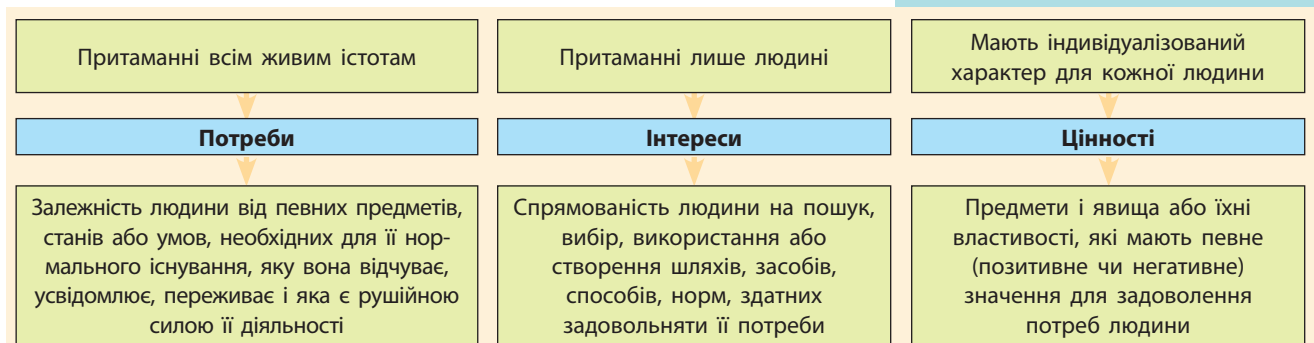 Притаманні всім живим істотам
Притаманні лише людині
Мають індивідуалізований
характер для кожної людини
Потреби
Інтереси
Цінності
Залежність людини від певних предметів,
станів або умов, необхідних для її нор-
мального існування, яку вона відчуває,
усвідомлює, переживає і яка є рушійною
силою її діяльності
Спрямованість людини на пошук,
вибір, використання або
створення шляхів, засобів,
способів, норм, здатних
задовольняти її потреби
Предмети і явища або їхні
властивості, які мають певне
(позитивне чи негативне)
значення для задоволення
потреб людини